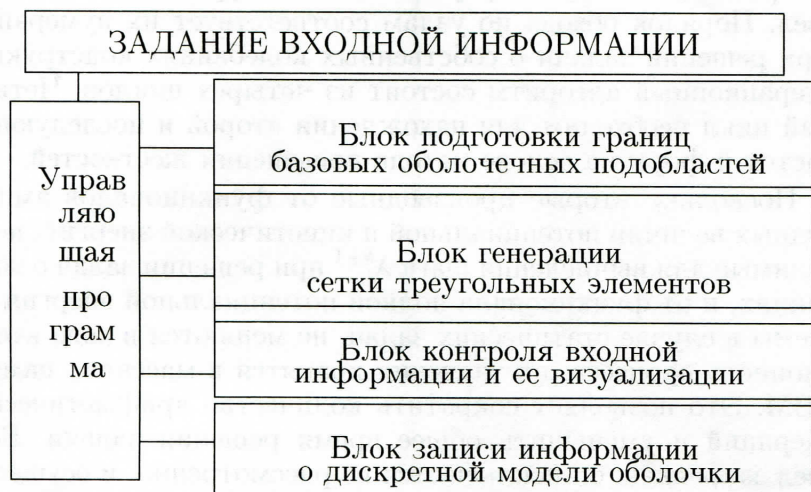 ЗАДАНИЕ ВХОДНОЙ ИНФОРМАЦИИ
Управ
ляю
щая
про
грам
ма
Блок подготовки границ
базовых оболочечных подобластей
Блок генерации
сетки треугольных элементов
Блок контроля входной
информации и ее визуализации
Блок записи информации
о дискретной модели оболочки